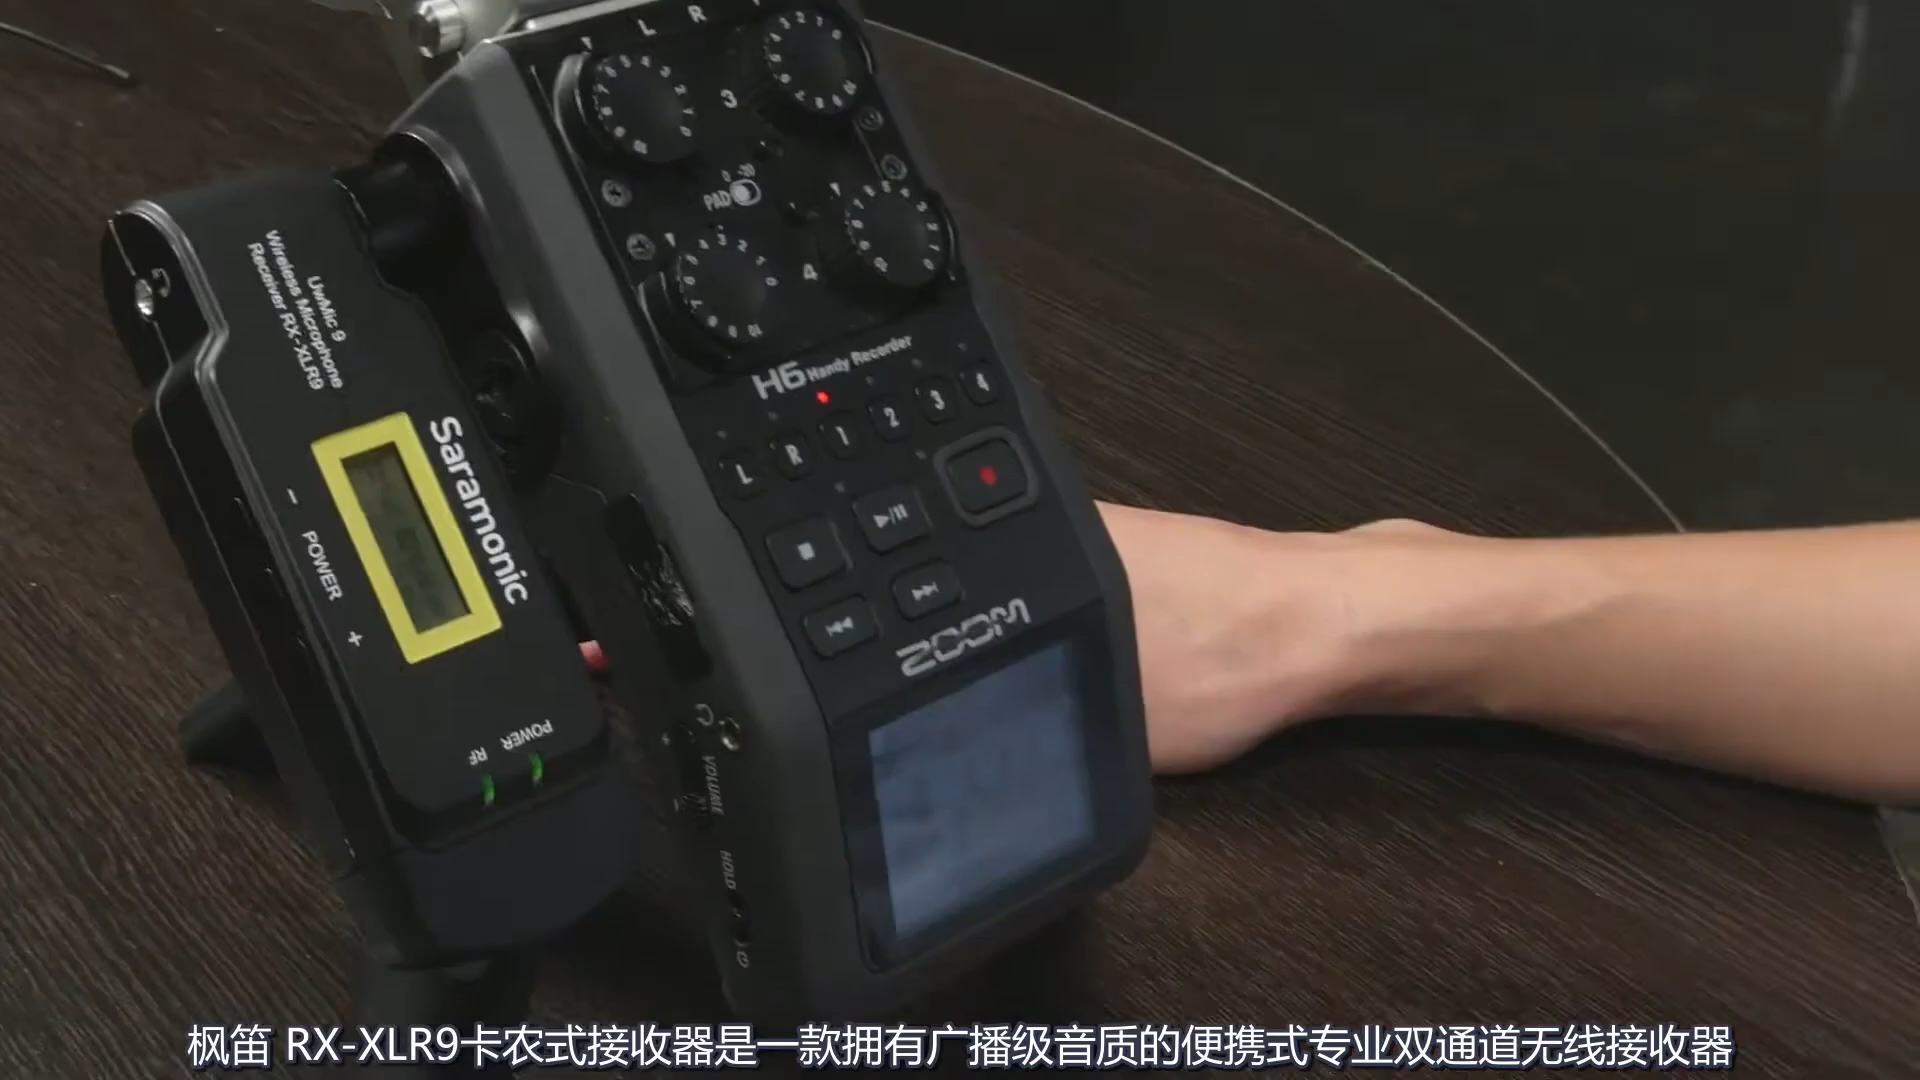 L R
3
0 -20
PAD
4
H6 Handy Recorder
L R 1 2 3 4
ZOOM
VOLUME
HOLD
UwMic 9
Wireless Microphone
Receiver RX-XLR9
Saramonic
- POWER +
RF POWER
枫笛 RX-XLR9卡农式接收器是一款拥有广播级音质的便携式专业双通道无线接收器